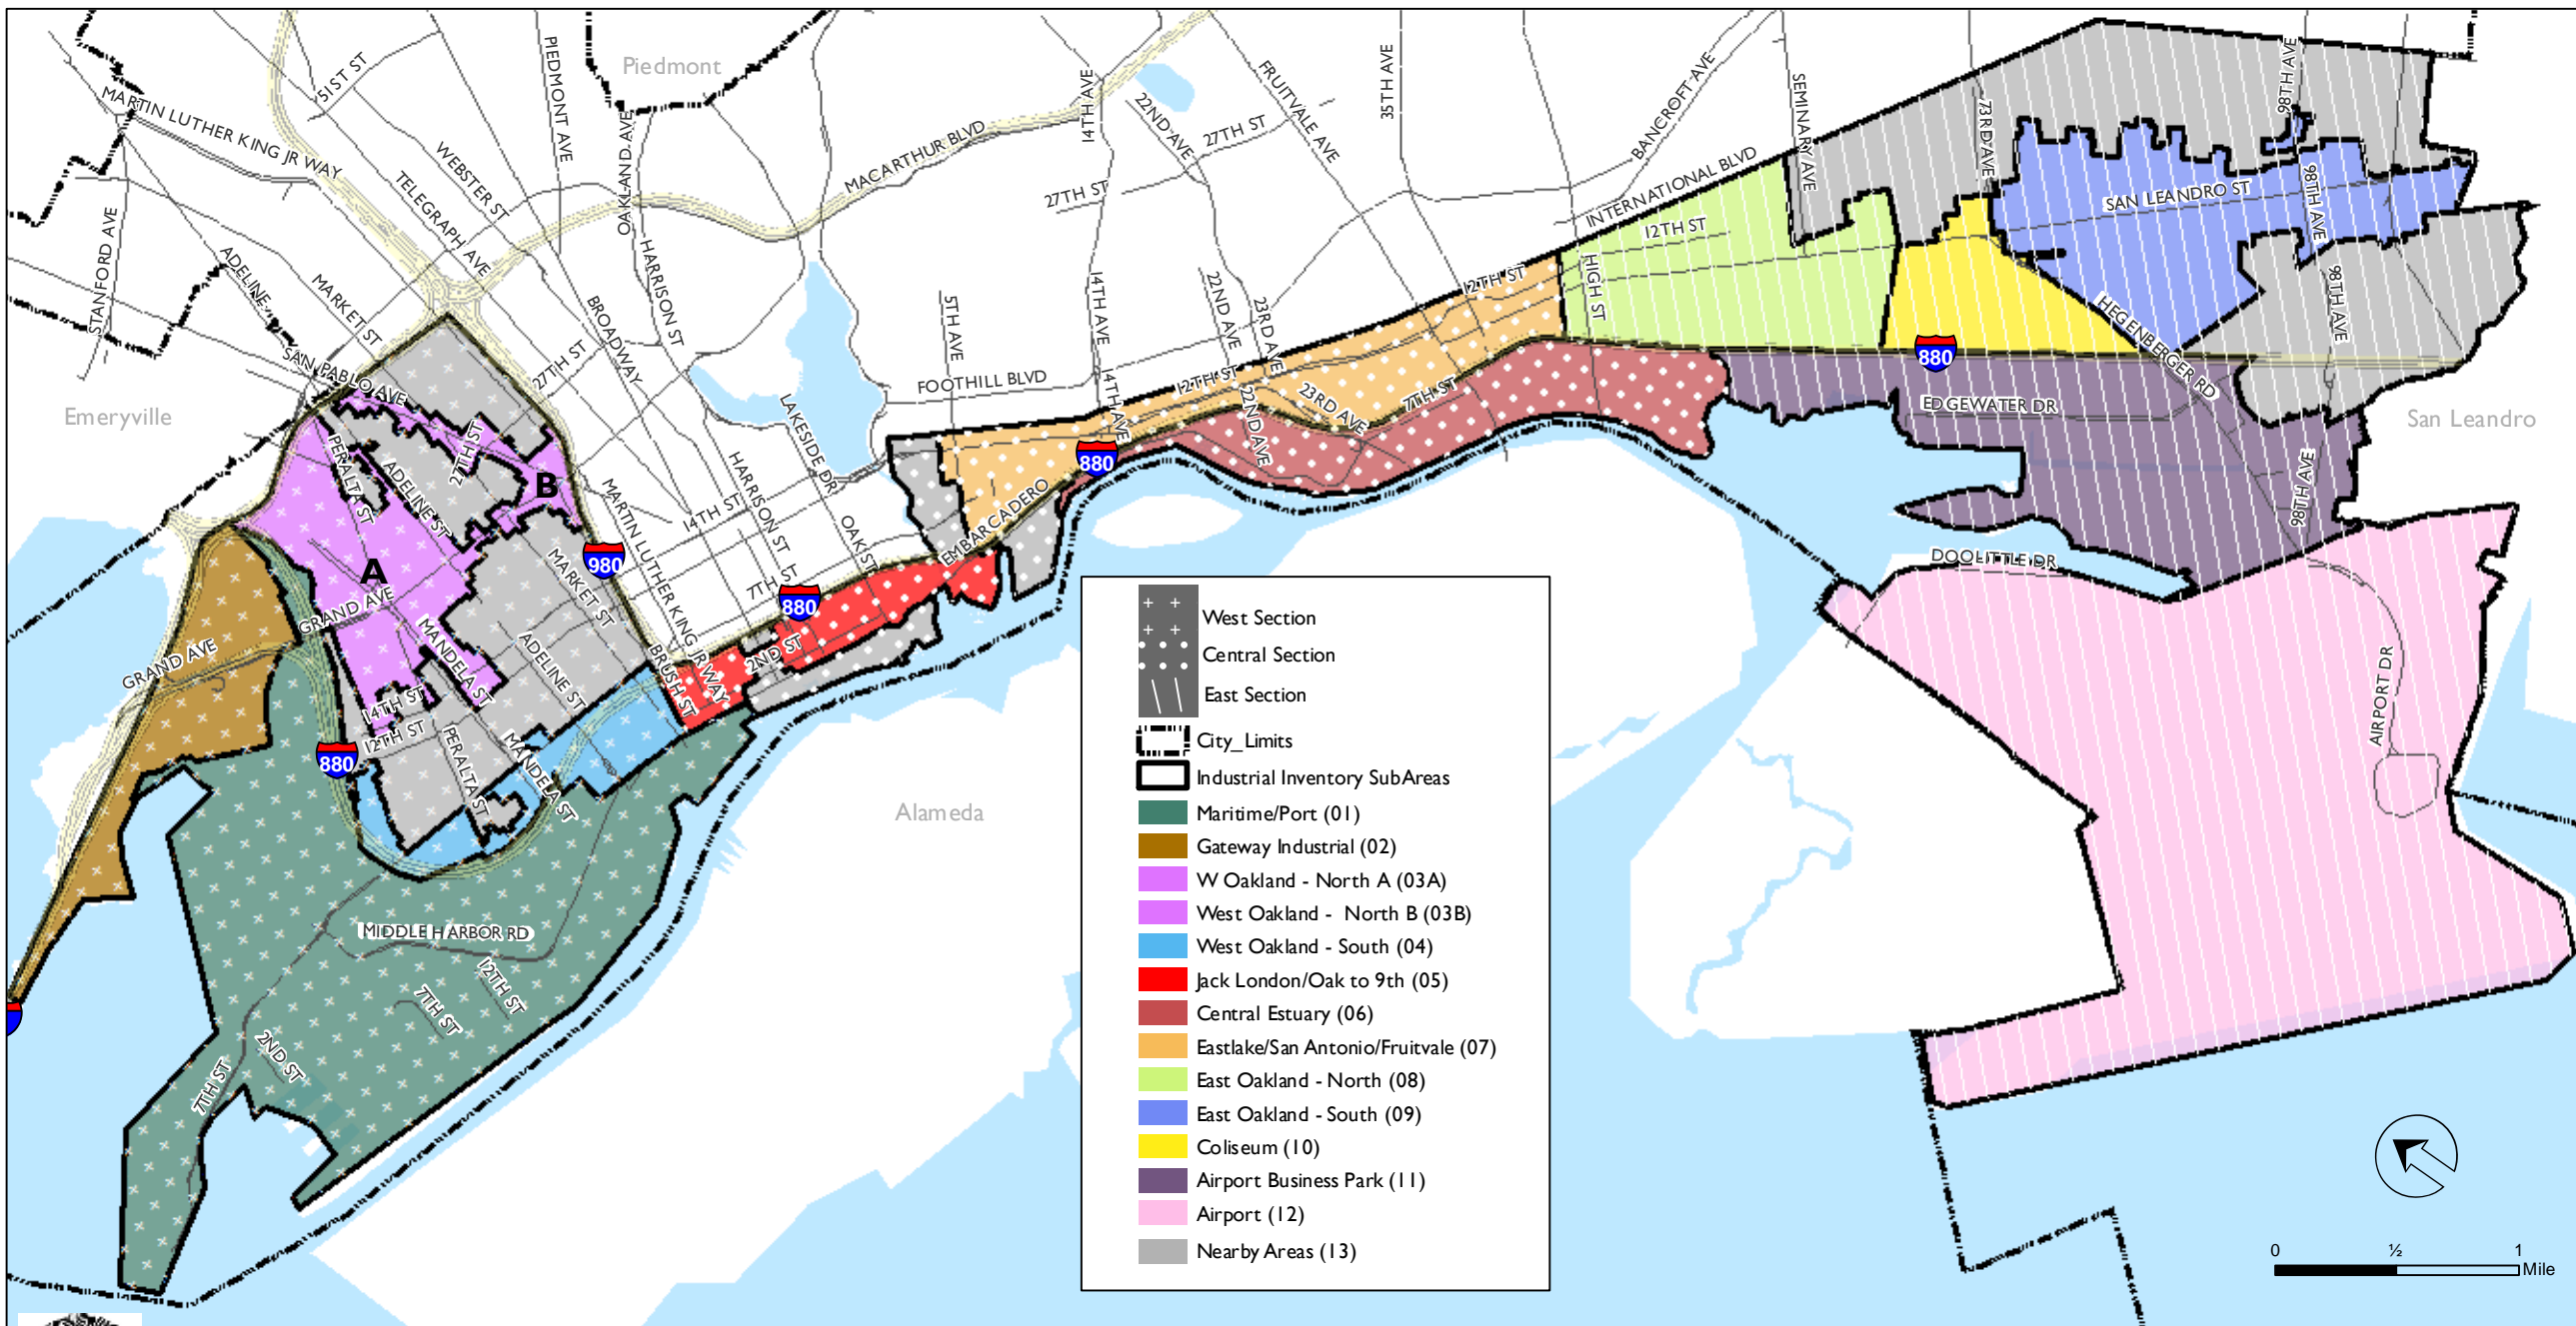 Piedmont
Emeryville
San Leandro
Alameda
MARTIN LUTHER KING JR WAY
51ST ST
PIEDMONT AVE
WEBSTER ST
TELEGRAPH AVE
OAKLAND AVE
HARRISON ST
STANFORD AVE
ADELINE
MARKET ST
SAN PABLO AVE
BROADWAY
27TH ST
MACARTHUR BLVD
14TH AVE
22ND AVE
27TH ST
27TH ST
FRUITVALE AVE
35TH AVE
BANCROFT AVE
INTERNATIONAL BLVD
SEMINARY AVE
73RD AVE
98TH AVE
SAN LEANDRO ST
98TH AVE
98TH AVE
12TH ST
HIGH ST
HEGENBERGER RD
880
EDGEWATER DR
98TH AVE
DOOLITTLE DR
AIRPORT DR
5TH AVE
14TH AVE
22ND AVE
23RD AVE
12TH ST
FOOTHILL BLVD
12TH ST
14TH AVE
22ND AVE
23RD AVE
7TH ST
880
EMBARCADERO
LAKESIDE DR
HARRISON ST
OAK ST
14TH ST
7TH ST
880
2ND ST
MARTIN LUTHER KING JR WAY
BRUSH ST
980
PERALTA ST
ADELINE ST
27TH ST
B
A
GRAND AVE
GRAND AVE
MANDELA ST
MARKET ST
ADELINE ST
14TH ST
12TH ST
PERALTA ST
MANDELA ST
880
MIDDLE HARBOR RD
12TH ST
7TH ST
2ND ST
7TH ST
West Section
Central Section
East Section
City_Limits
Industrial Inventory SubAreas
Maritime/Port (01)
Gateway Industrial (02)
W Oakland - North A (03A)
West Oakland -  North B (03B)
West Oakland - South (04)
Jack London/Oak to 9th (05)
Central Estuary (06)
Eastlake/San Antonio/Fruitvale (07)
East Oakland - North (08)
East Oakland - South (09)
Coliseum (10)
Airport Business Park (11)
Airport (12)
Nearby Areas (13)
0 ½ 1
Mile